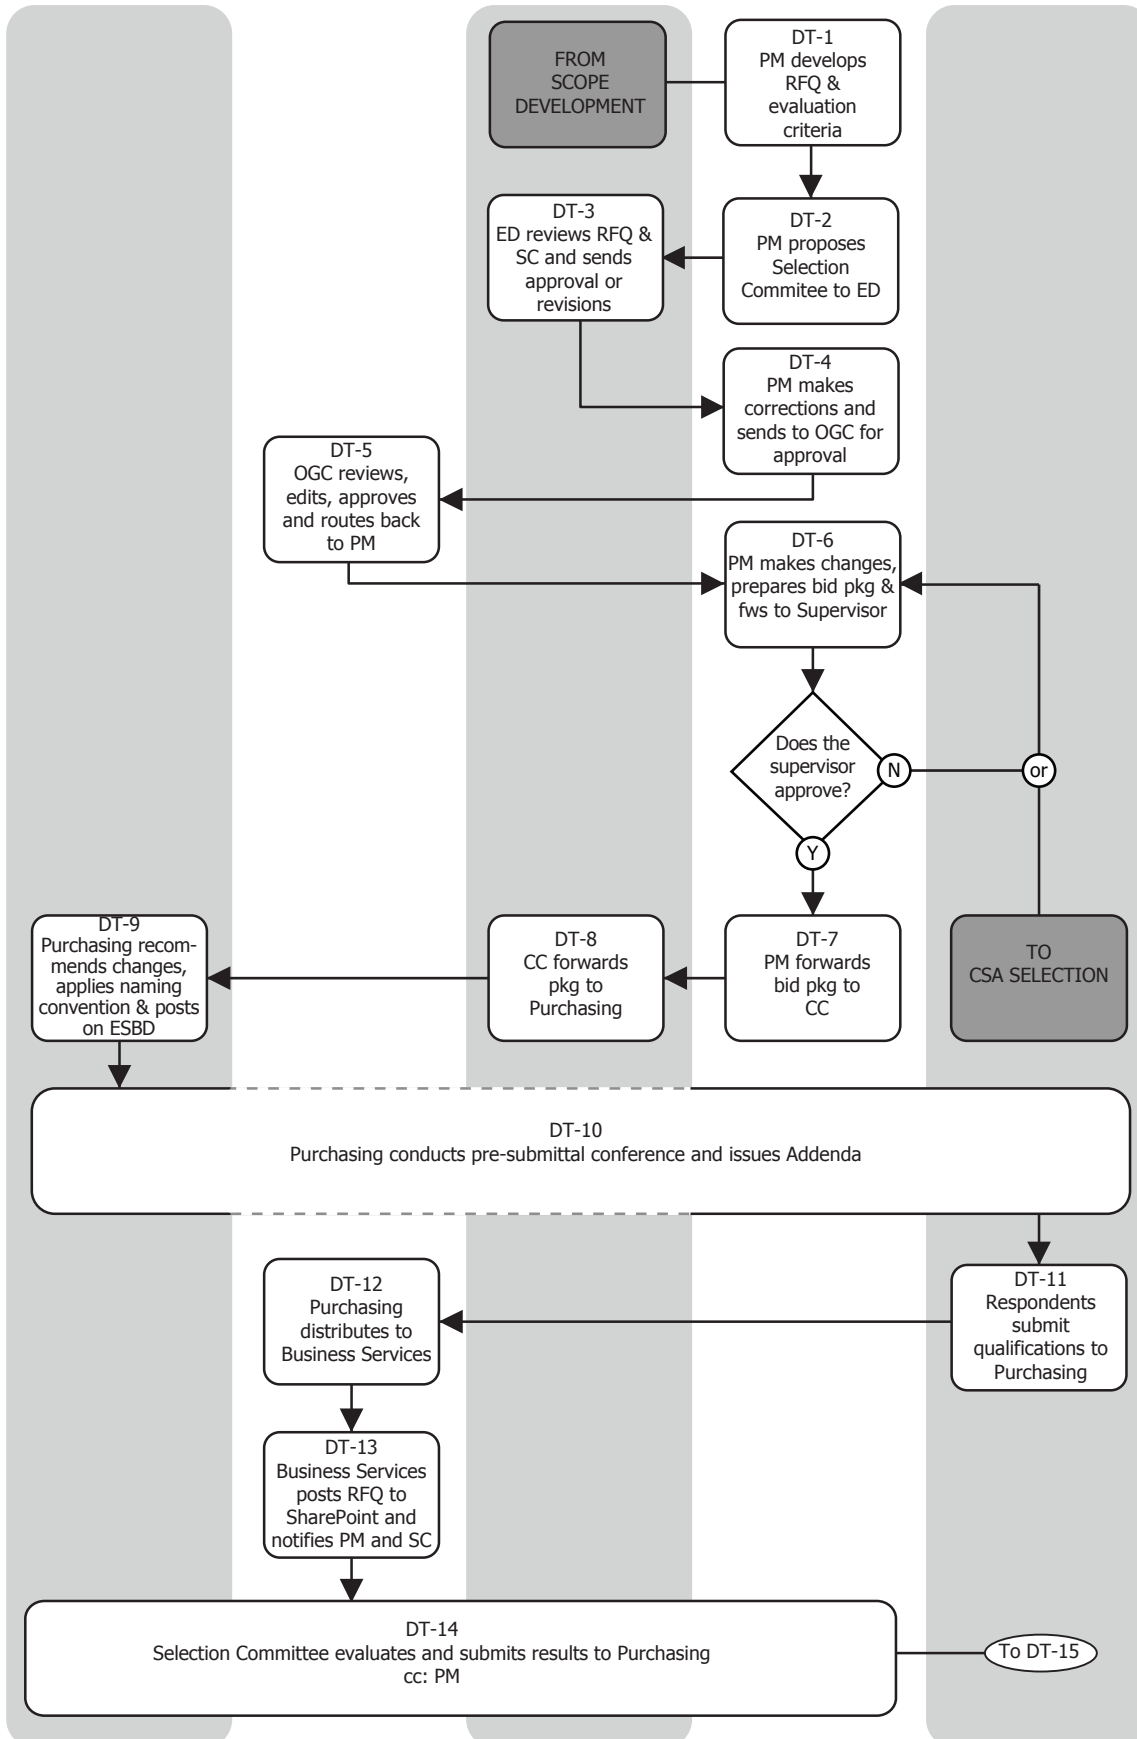 FROM
SCOPE
DEVELOPMENT
DT-1
PM develops
RFQ &
evaluation
criteria
DT-2
PM proposes
Selection
Commitee to ED
DT-3
ED reviews RFQ &
SC and sends
approval or
revisions
DT-4
PM makes
corrections and
sends to OGC for
approval
DT-5
OGC reviews,
edits, approves
and routes back
to PM
DT-6
PM makes changes,
prepares bid pkg &
fws to Supervisor
Does the
supervisor
approve?
N
or
Y
DT-7
PM forwards
bid pkg to
CC
TO
CSA SELECTION
DT-8
CC forwards
pkg to
Purchasing
DT-9
Purchasing recom-
mends changes,
applies naming
convention & posts
on ESBD
DT-10
Purchasing conducts pre-submittal conference and issues Addenda
DT-11
Respondents
submit
qualifications to
Purchasing
DT-12
Purchasing
distributes to
Business Services
DT-13
Business Services
posts RFQ to
SharePoint and
notifies PM and SC
DT-14
Selection Committee evaluates and submits results to Purchasing
cc: PM
To DT-15